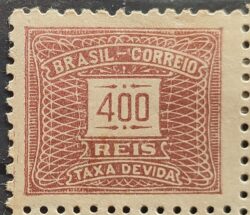 BRASIL-CORREIO
400
REIS
TAXA DEVIDA